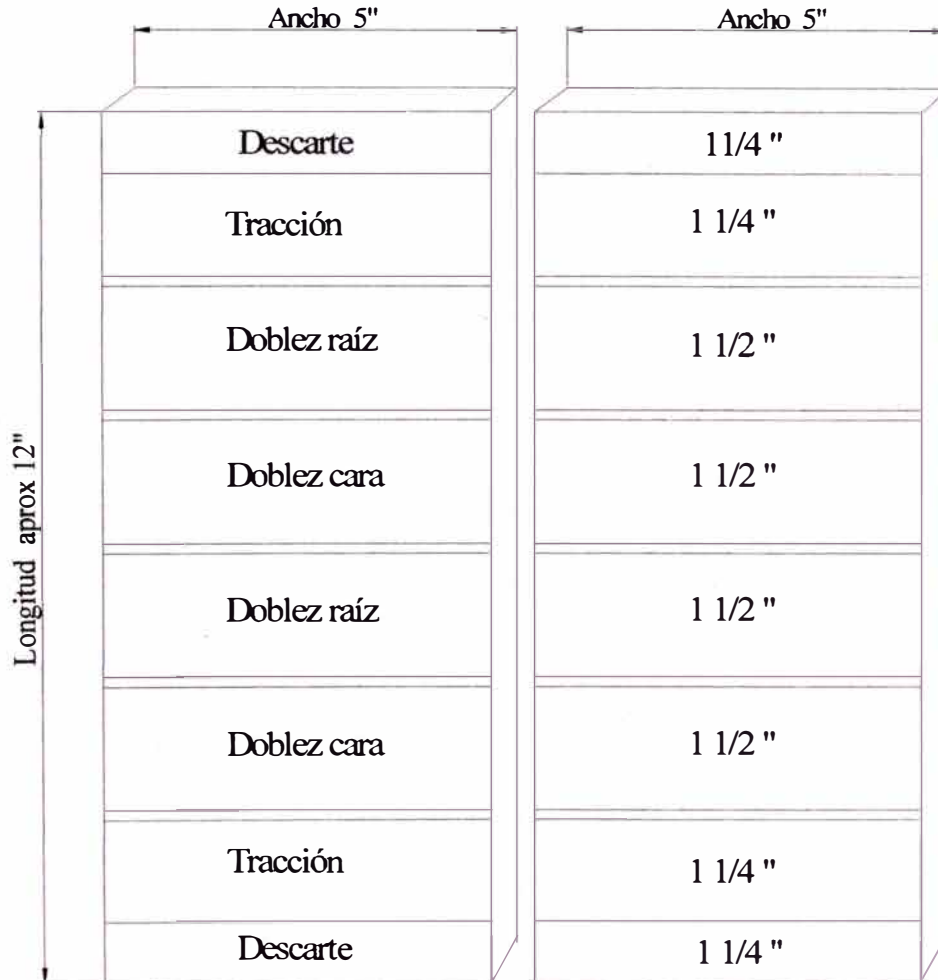 Ancho 5"
Ancho 5"
Longitud aprox 12"
Descarte
11/4 "
Tracción
1 1/4 "
Doblez raíz
1 1/2 "
Doblez cara
1 1/2 "
Doblez raíz
1 1/2 "
Doblez cara
1 1/2 "
Tracción
1 1/4 "
Descarte
1 1/4 "